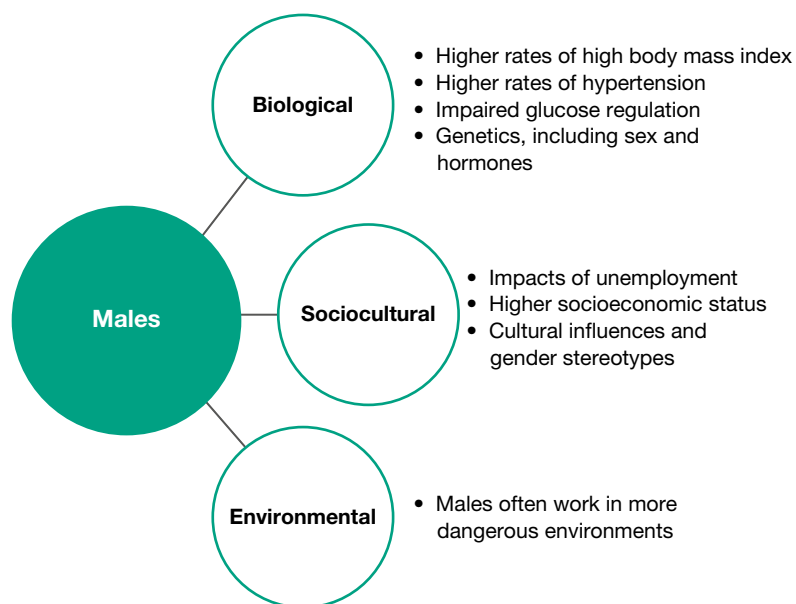 Males
Biological
• Higher rates of high body mass index
• Higher rates of hypertension
• Impaired glucose regulation
• Genetics, including sex and
hormones
Sociocultural
• Impacts of unemployment
• Higher socioeconomic status
• Cultural influences and
gender stereotypes
Environmental
• Males often work in more
dangerous environments